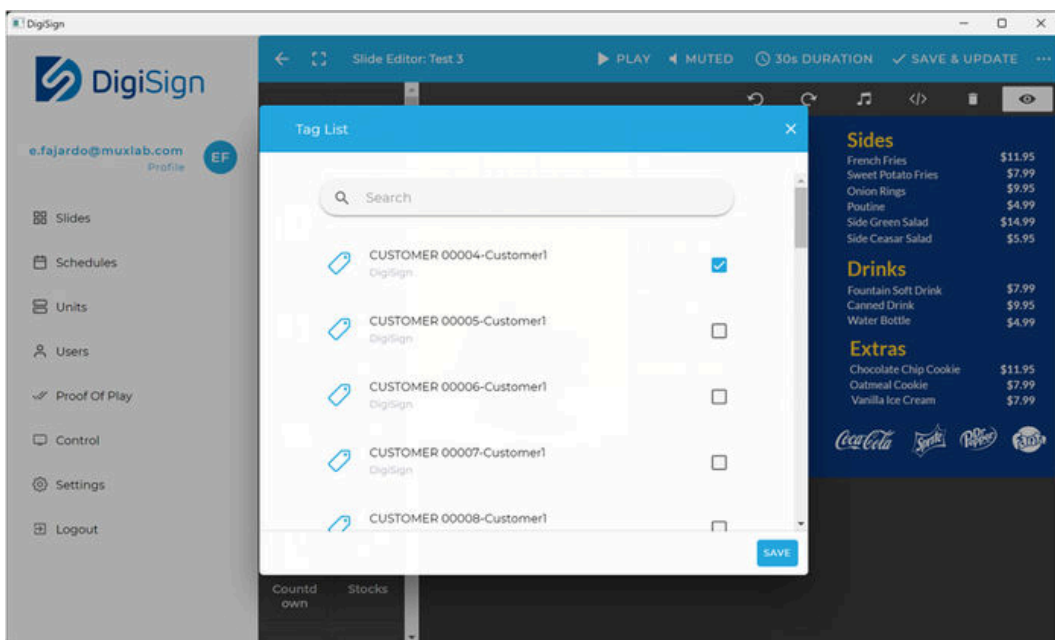 DigiSign
DigiSign
e.fajardo@muxlab.com
Profile
EF
Slides
Schedules
Units
Users
Proof Of Play
Control
Settings
Logout
Slide Editor: Test 3
PLAY
MUTED
30s DURATION
SAVE & UPDATE
Tag List
Search
CUSTOMER 00004-Customer1
DigiSign
CUSTOMER 00005-Customer1
DigiSign
CUSTOMER 00006-Customer1
DigiSign
CUSTOMER 00007-Customer1
DigiSign
CUSTOMER 00008-Customer1
SAVE
Countd
own
Stocks
Sides
French Fries $11.95
Sweet Potato Fries $7.99
Onion Rings $9.95
Poutine $4.99
Side Green Salad $14.99
Side Ceasar Salad $5.95
Drinks
Fountain Soft Drink $7.99
Canned Drink $9.95
Water Bottle $4.99
Extras
Chocolate Chip Cookie $11.95
Oatmeal Cookie $7.99
Vanilla Ice Cream $7.99
Coca-Cola Sprite Dr Pepper